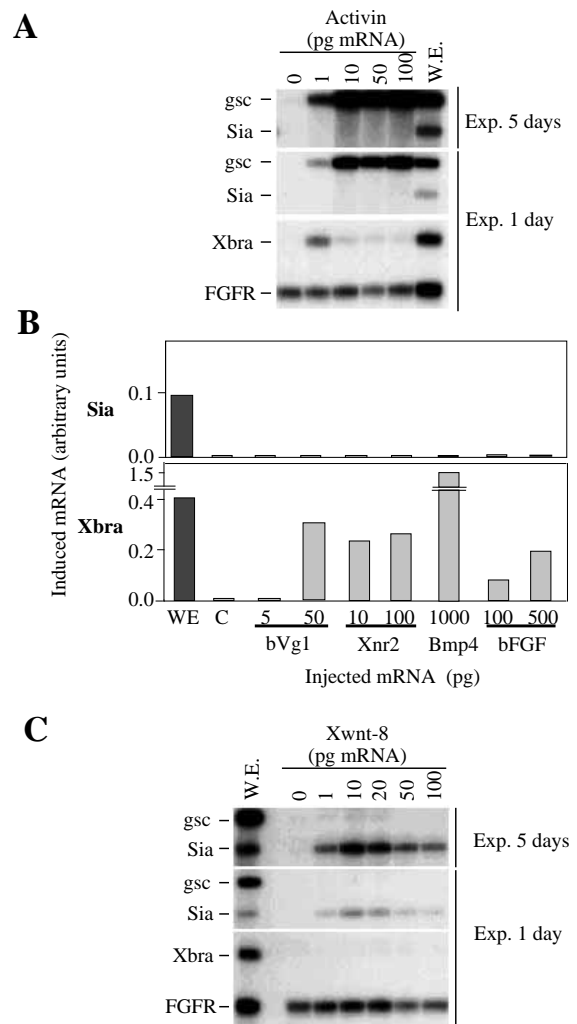 A
Activin
(pg mRNA)
0 1 10 50 100 W.E.
gsc
Sia
Exp. 5 days
gsc
Sia
Xbra
FGFR
Exp. 1 day
B
Induced mRNA (arbitrary units)
Sia
0.1
0.0
Xbra
1.5
0.4
0.2
0
WE C 5 50 10 100 1000 100 500
bVg1 Xnr2 Bmp4 bFGF
Injected mRNA (pg)
C
Xwnt-8
(pg mRNA)
W.E. 0 1 10 20 50 100
gsc
Sia
Exp. 5 days
gsc
Sia
Xbra
FGFR
Exp. 1 day